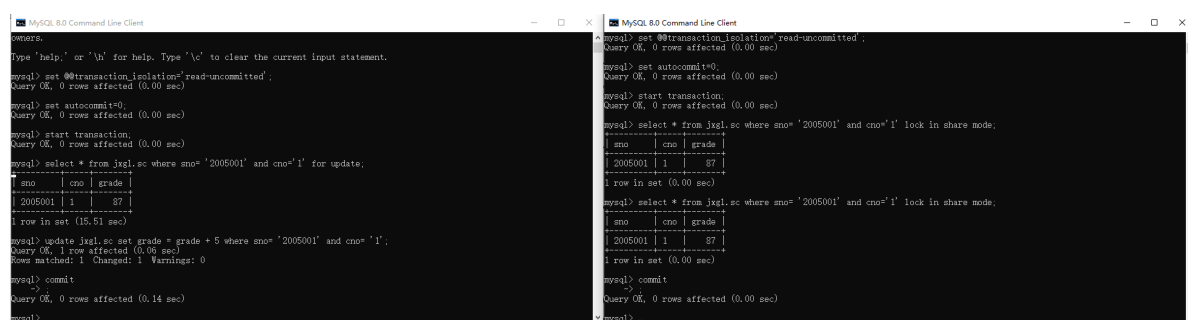 MySQL 8.0 Command Line Client
owners.
Type 'help;' or '\h' for help. Type '\c' to clear the current input statement.
mysql> set @@transaction_isolation='read-uncommitted';
Query OK, 0 rows affected (0.00 sec)
mysql> set autocommit=0;
Query OK, 0 rows affected (0.00 sec)
mysql> start transaction;
Query OK, 0 rows affected (0.00 sec)
mysql> select * from jxgl.sc where sno= '2005001' and cno='1' for update;
+---------+-----+-------+
| sno | cno | grade |
+---------+-----+-------+
| 2005001 | 1 | 87 |
+---------+-----+-------+
1 row in set (15.51 sec)
mysql> update jxgl.sc set grade = grade + 5 where sno= '2005001' and cno= '1';
Query OK, 1 row affected (0.06 sec)
Rows matched: 1 Changed: 1 Warnings: 0
mysql> commit
-> ;
Query OK, 0 rows affected (0.14 sec)
mysql>
MySQL 8.0 Command Line Client
mysql> set @@transaction_isolation='read-uncommitted';
Query OK, 0 rows affected (0.00 sec)
mysql> set autocommit=0;
Query OK, 0 rows affected (0.00 sec)
mysql> start transaction;
Query OK, 0 rows affected (0.00 sec)
mysql> select * from jxgl.sc where sno= '2005001' and cno='1' lock in share mode;
+---------+-----+-------+
| sno | cno | grade |
+---------+-----+-------+
| 2005001 | 1 | 87 |
+---------+-----+-------+
1 row in set (0.00 sec)
mysql> select * from jxgl.sc where sno= '2005001' and cno='1' lock in share mode;
+---------+-----+-------+
| sno | cno | grade |
+---------+-----+-------+
| 2005001 | 1 | 87 |
+---------+-----+-------+
1 row in set (0.00 sec)
mysql> commit
-> ;
Query OK, 0 rows affected (0.00 sec)
mysql>